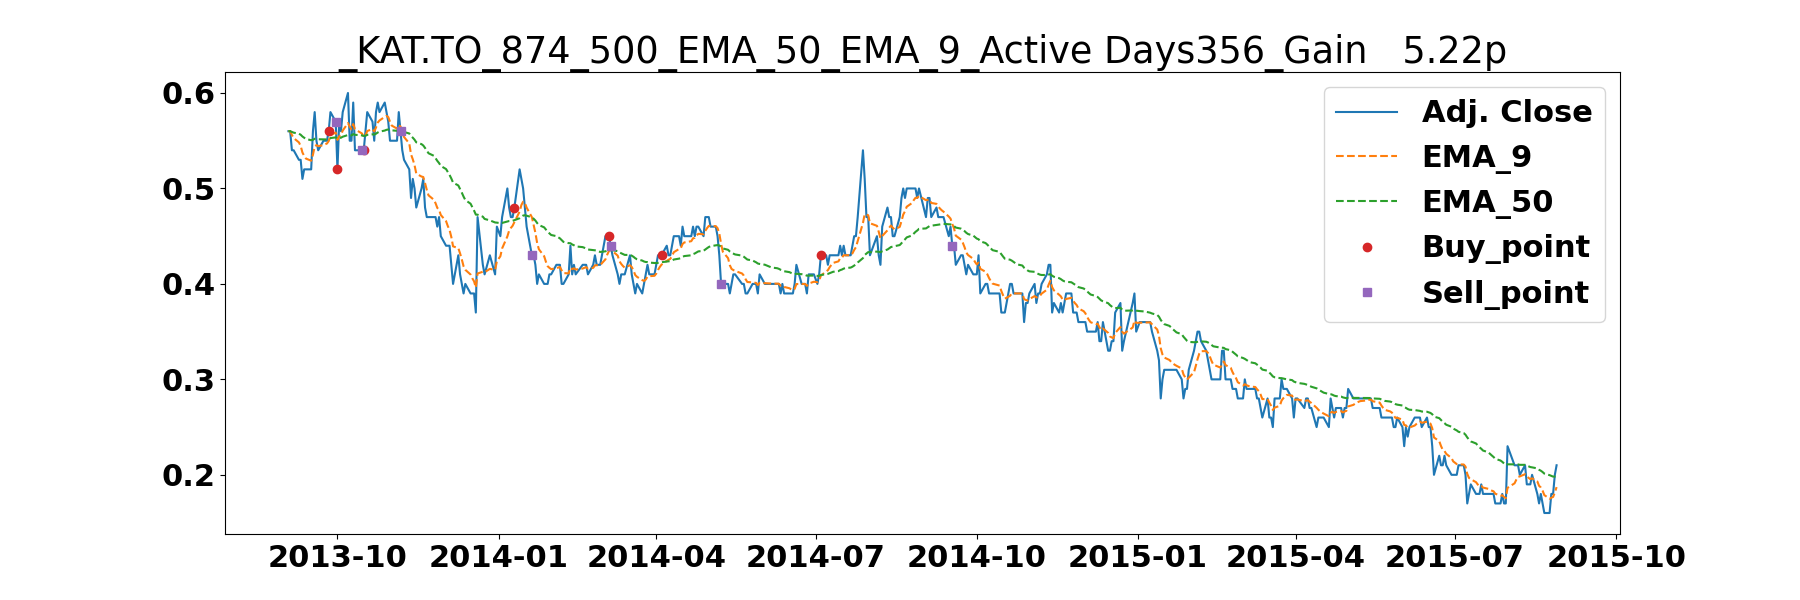 _KAT.TO_874_500_EMA_50_EMA_9_Active Days356_Gain   5.22p
0.6
0.5
0.4
0.3
0.2
Adj. Close
EMA_9
EMA_50
Buy_point
Sell_point
2013-10 2014-01 2014-04 2014-07 2014-10 2015-01 2015-04 2015-07 2015-10